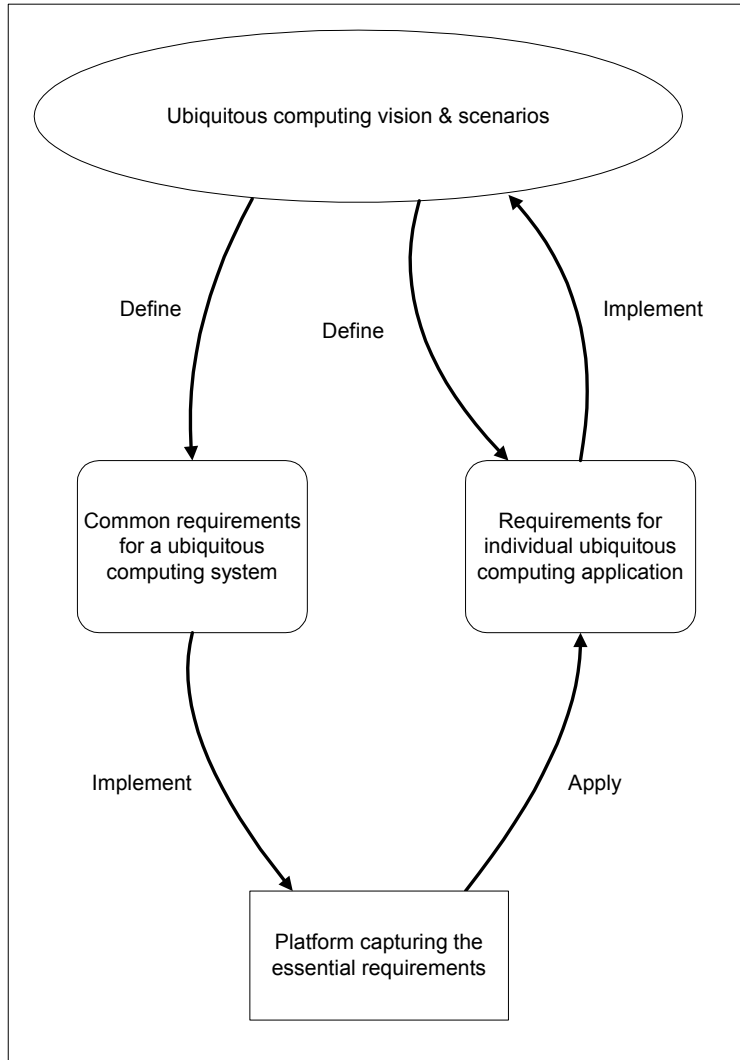 Ubiquitous computing vision & scenarios
Define
Define
Implement
Common requirements
for a ubiquitous
computing system
Requirements for
individual ubiquitous
computing application
Implement
Apply
Platform capturing the
essential requirements